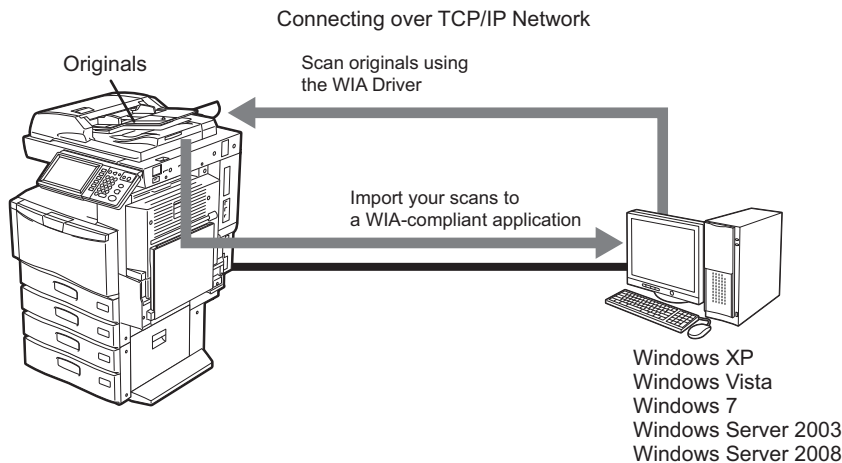 Connecting over TCP/IP Network
Originals
Scan originals using
the WIA Driver
Import your scans to
a WIA-compliant application
Windows XP
Windows Vista
Windows 7
Windows Server 2003
Windows Server 2008